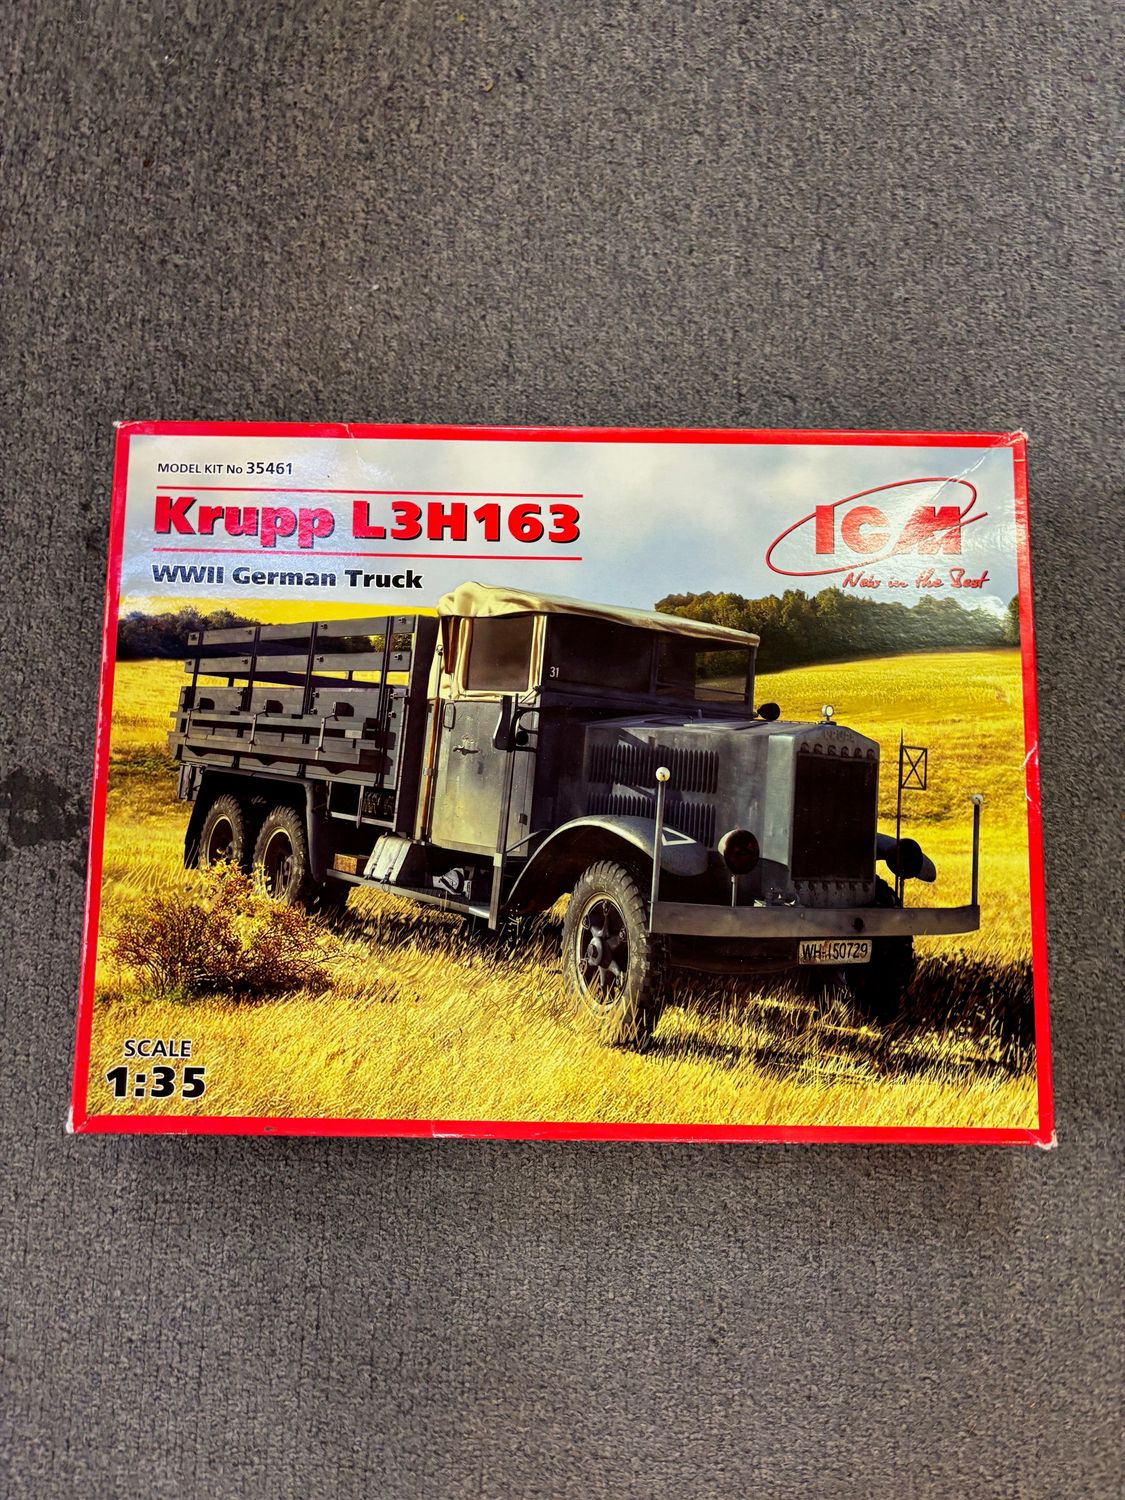 MODEL KIT No 35461
Krupp L3H163
WWII German Truck
ICM
New in the Best
31
WH-150729
SCALE
1:35